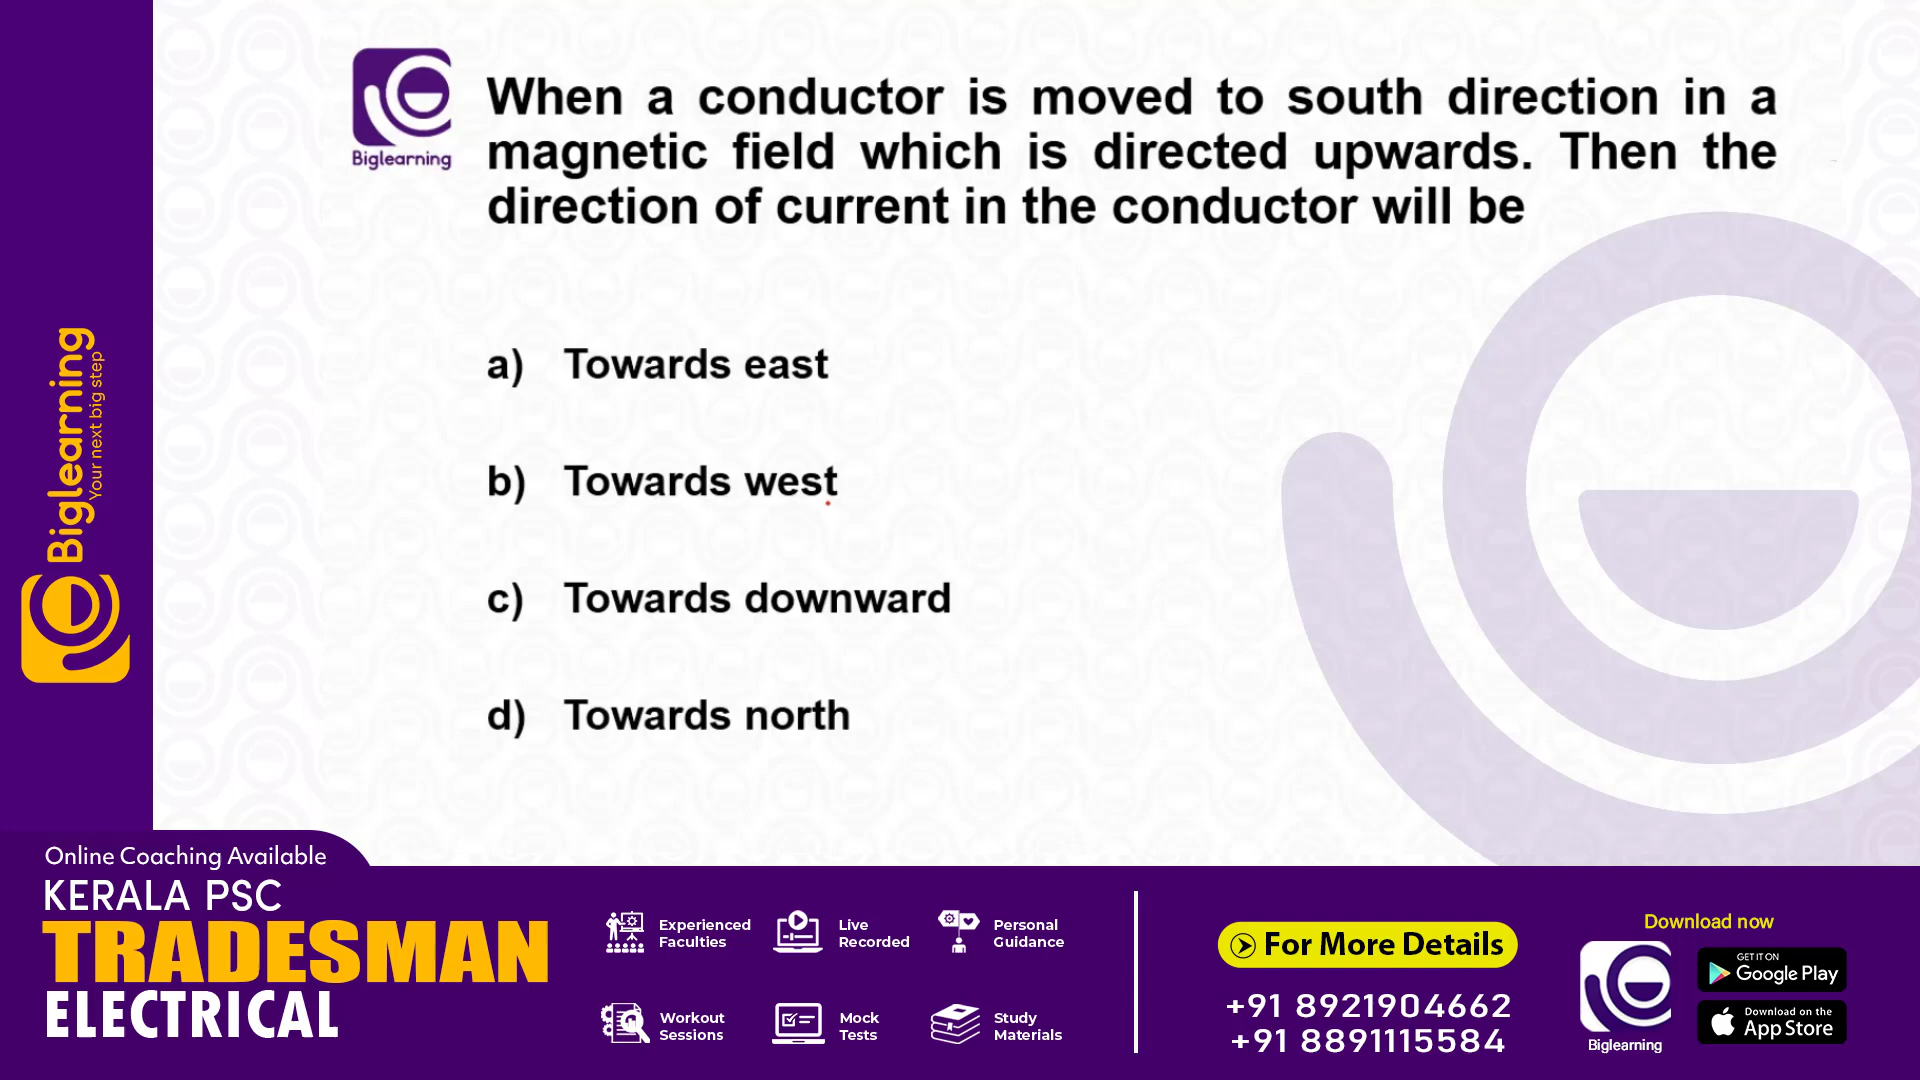 Biglearning
When a conductor is moved to south direction in a
magnetic field which is directed upwards. Then the
direction of current in the conductor will be
a) Towards east
b) Towards west
c) Towards downward
d) Towards north
Biglearning
Your next big step
Online Coaching Available
KERALA PSC
TRADESMAN
ELECTRICAL
Experienced
Faculties
Live
Recorded
Personal
Guidance
Workout
Sessions
Mock
Tests
Study
Materials
For More Details
+91 8921904662
+91 8891115584
Download now
Biglearning
GET IT ON
Google Play
Download on the
App Store